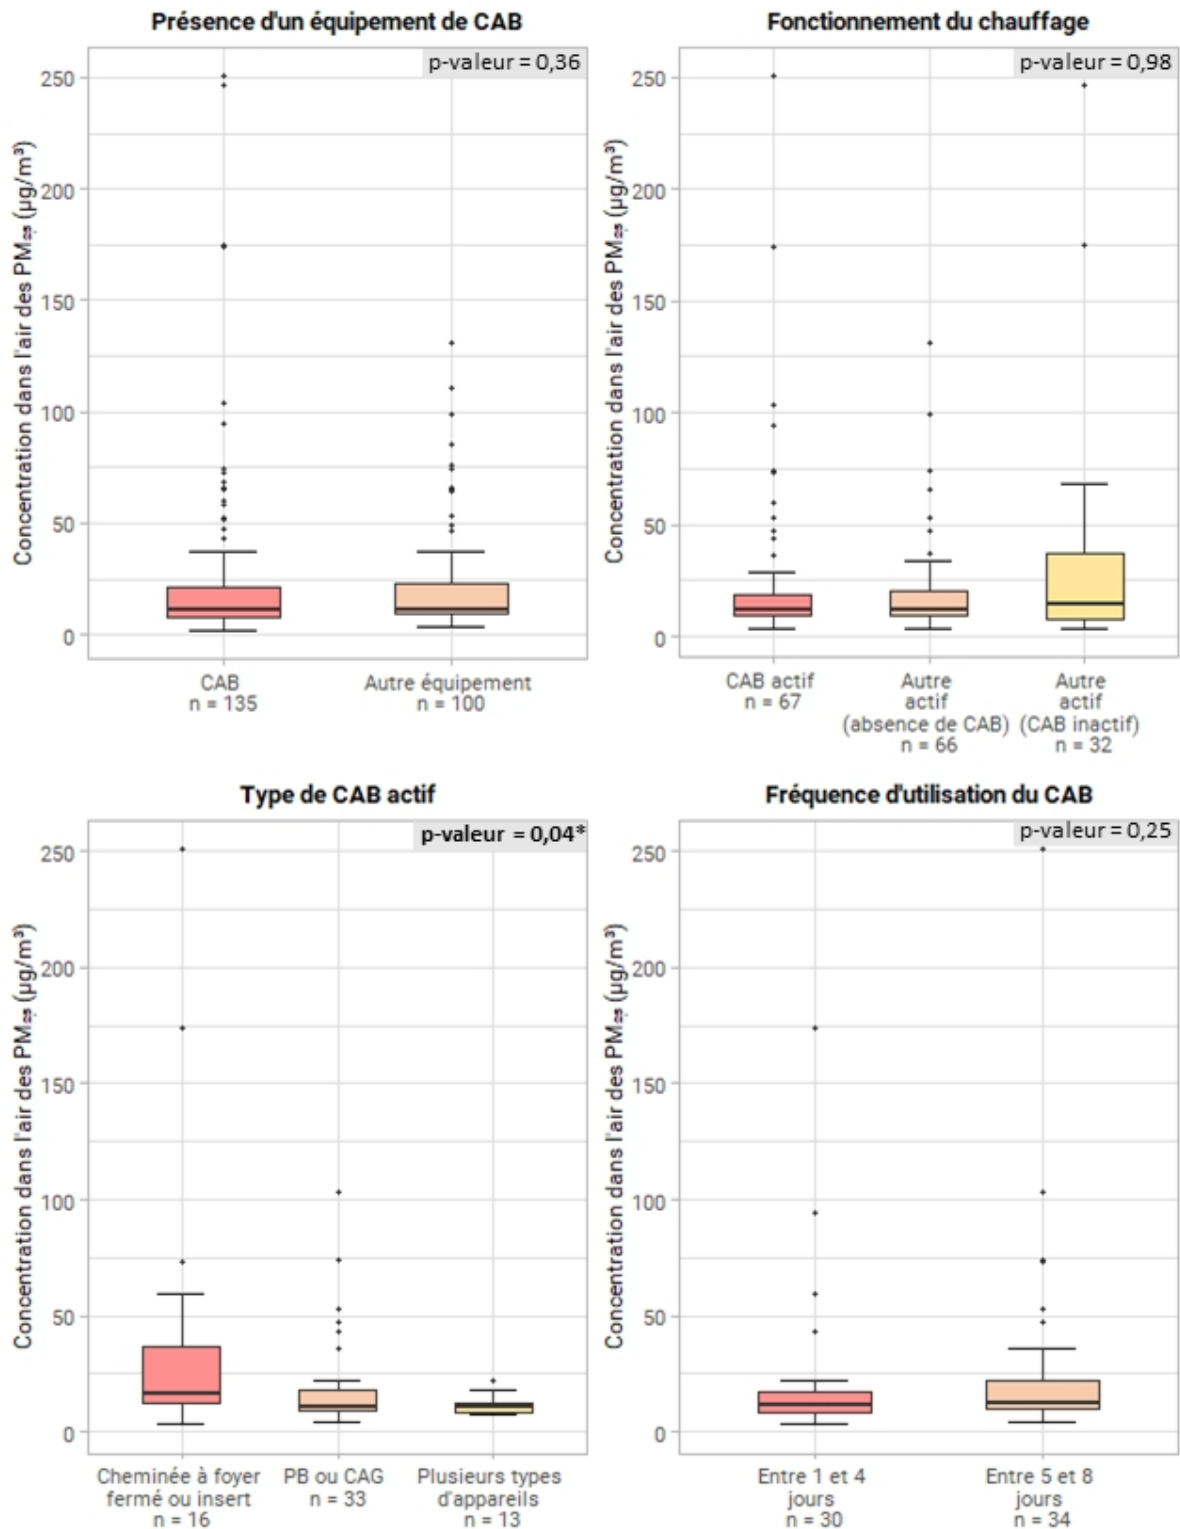 Présence d'un équipement de CAB
p-valeur = 0,36
Concentration dans l'air des PM₂.₅ (µg/m³)
250
200
150
100
50
0
CAB
n = 135
Autre équipement
n = 100
Fonctionnement du chauffage
p-valeur = 0,98
Concentration dans l'air des PM₂.₅ (µg/m³)
250
200
150
100
50
0
CAB actif
n = 67
Autre
actif
(absence de CAB)
n = 66
Autre
actif
(CAB inactif)
n = 32
Type de CAB actif
p-valeur = 0,04*
Concentration dans l'air des PM₂.₅ (µg/m³)
250
200
150
100
50
0
Cheminée à foyer
fermé ou insert
n = 16
PB ou CAG
n = 33
Plusieurs types
d'appareils
n = 13
Fréquence d'utilisation du CAB
p-valeur = 0,25
Concentration dans l'air des PM₂.₅ (µg/m³)
250
200
150
100
50
0
Entre 1 et 4
jours
n = 30
Entre 5 et 8
jours
n = 34